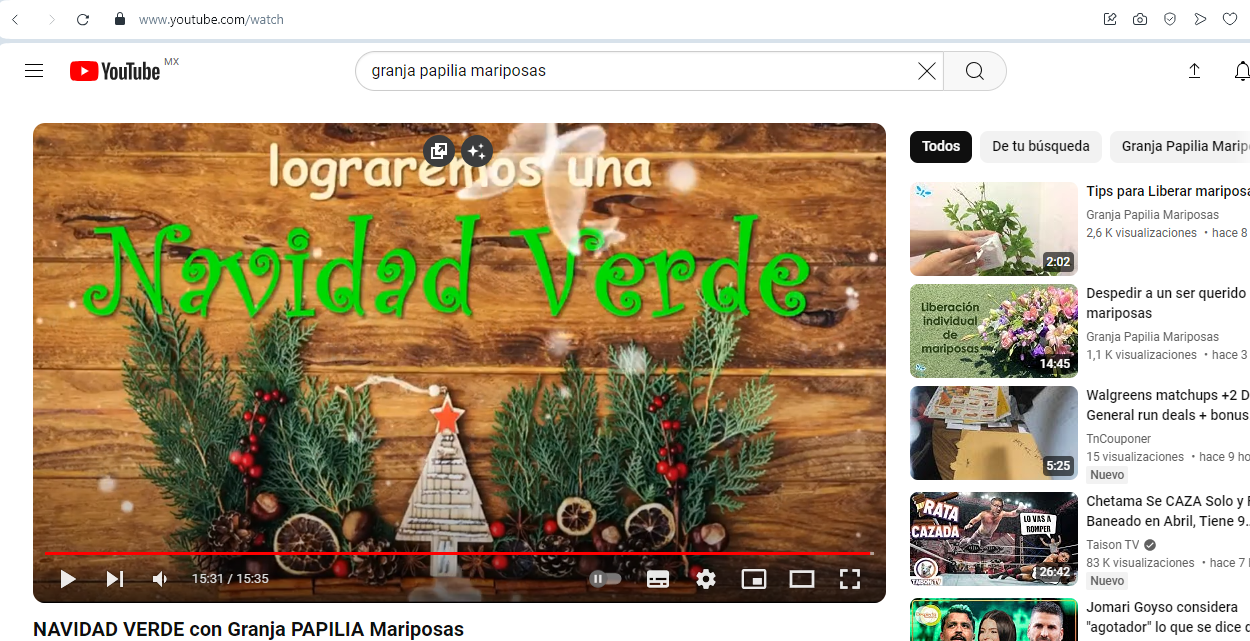 www.youtube.com/watch
YouTube MX
granja papilia mariposas
lograremos una
Navidad Verde
15:31 / 15:35
NAVIDAD VERDE con Granja PAPILIA Mariposas
Todos
De tu búsqueda
Granja Papilia Marip
2:02
Tips para Liberar mariposa
Granja Papilia Mariposas
2,6 K visualizaciones • hace 8
Liberación
individual
de
mariposas
14:45
Despedir a un ser querido
mariposas
Granja Papilia Mariposas
1,1 K visualizaciones • hace 3
5:25
Walgreens matchups +2 D
General run deals + bonus
TnCouponer
15 visualizaciones • hace 9 ho
Nuevo
RATA
CAZADA
LO VAS A
ROMPER
TAISON TV
26:42
Chetama Se CAZA Solo y
Baneado en Abril, Tiene 9..
Taison TV
83 K visualizaciones • hace 7
Nuevo
Jomari Goyso considera
"agotador" lo que se dice